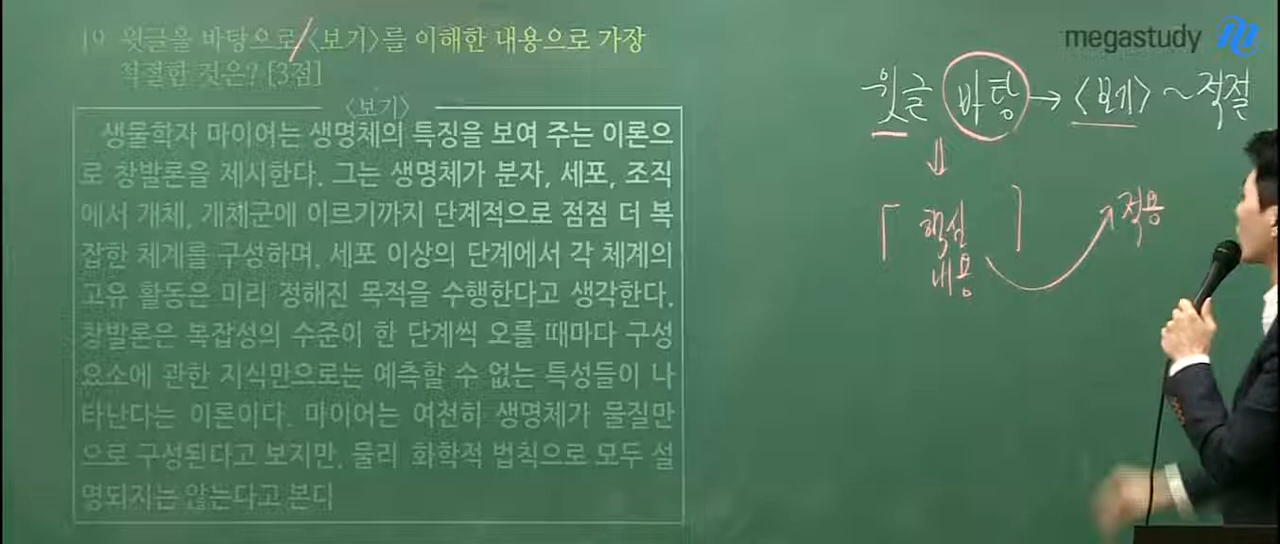 19 윗글을 바탕으로/〈보기〉를 이해한 내용으로 가장
적절한 것은? [3점]
〈보기〉
생물학자 마이어는 생명체의 특징을 보여 주는 이론으
로 창발론을 제시한다. 그는 생명체가 분자, 세포, 조직
에서 개체, 개체군에 이르기까지 단계적으로 점점 더 복
잡한 체계를 구성하며, 세포 이상의 단계에서 각 체계의
고유 활동은 미리 정해진 목적을 수행한다고 생각한다.
창발론은 복잡성의 수준이 한 단계씩 오를 때마다 구성
요소에 관한 지식만으로는 예측할 수 없는 특성들이 나
타난다는 이론이다. 마이어는 여전히 생명체가 물질만
으로 구성된다고 보지만, 물리 화학적 법칙으로 모두 설
명되지는 않는다고 본다
megastudy
윗글 바탕 → 〈보기〉 ~ 적절
⇓
[ 핵심 ] 적용
내용